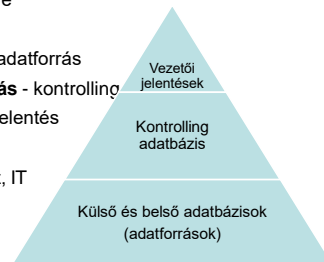 adatforrás
ás - kontrolling
elentés
, IT
Vezetői
jelentések
Kontrolling
adatbázis
Külső és belső adatbázisok
(adatforrások)